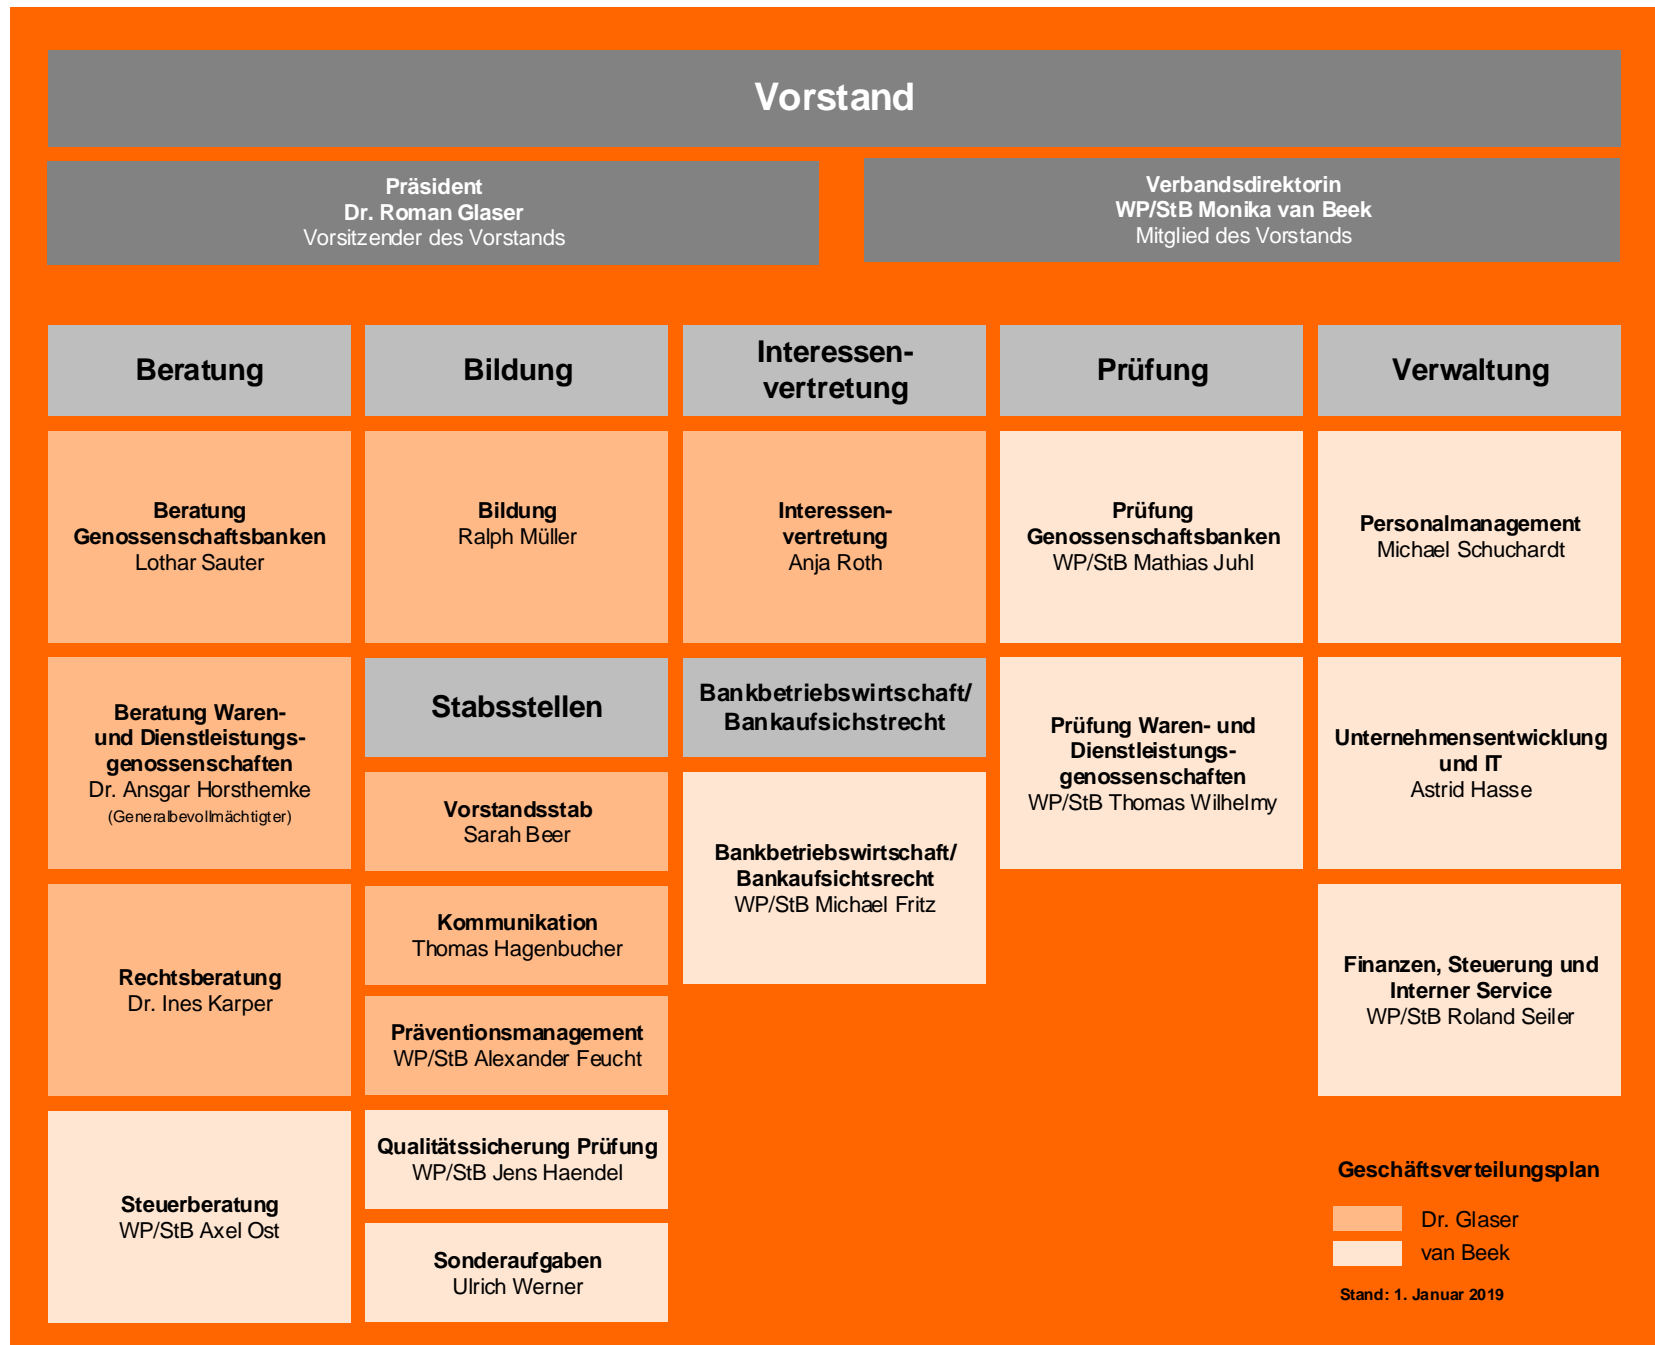 Vorstand
Präsident
Dr. Roman Glaser
Vorsitzender des Vorstands
Verbandsdirektorin
WP/StB Monika van Beek
Mitglied des Vorstands
Beratung
Beratung
Genossenschaftsbanken
Lothar Sauter
Beratung Waren-
und Dienstleistungs-
genossenschaften
Dr. Ansgar Horsthemke
(Generalbevollmächtigter)
Rechtsberatung
Dr. Ines Karper
Steuerberatung
WP/StB Axel Ost
Bildung
Bildung
Ralph Müller
Stabsstellen
Vorstandsstab
Sarah Beer
Kommunikation
Thomas Hagenbucher
Präventionsmanagement
WP/StB Alexander Feucht
Qualitätssicherung Prüfung
WP/StB Jens Haendel
Sonderaufgaben
Ulrich Werner
Interessen-
vertretung
Interessen-
vertretung
Anja Roth
Bankbetriebswirtschaft/
Bankaufsichstrecht
Bankbetriebswirtschaft/
Bankaufsichtsrecht
WP/StB Michael Fritz
Prüfung
Prüfung
Genossenschaftsbanken
WP/StB Mathias Juhl
Prüfung Waren- und
Dienstleistungs-
genossenschaften
WP/StB Thomas Wilhelmy
Verwaltung
Personalmanagement
Michael Schuchardt
Unternehmensentwicklung
und IT
Astrid Hasse
Finanzen, Steuerung und
Interner Service
WP/StB Roland Seiler
Geschäftsverteilungsplan
Dr. Glaser
van Beek
Stand: 1. Januar 2019